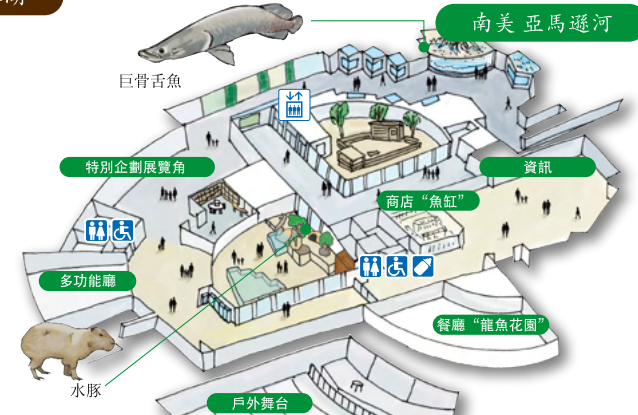 南美 亞馬遜河
巨骨舌魚
特別企劃展覽角
資訊
商店“魚缸”
多功能廳
餐廳“龍魚花園”
水豚
戶外舞台